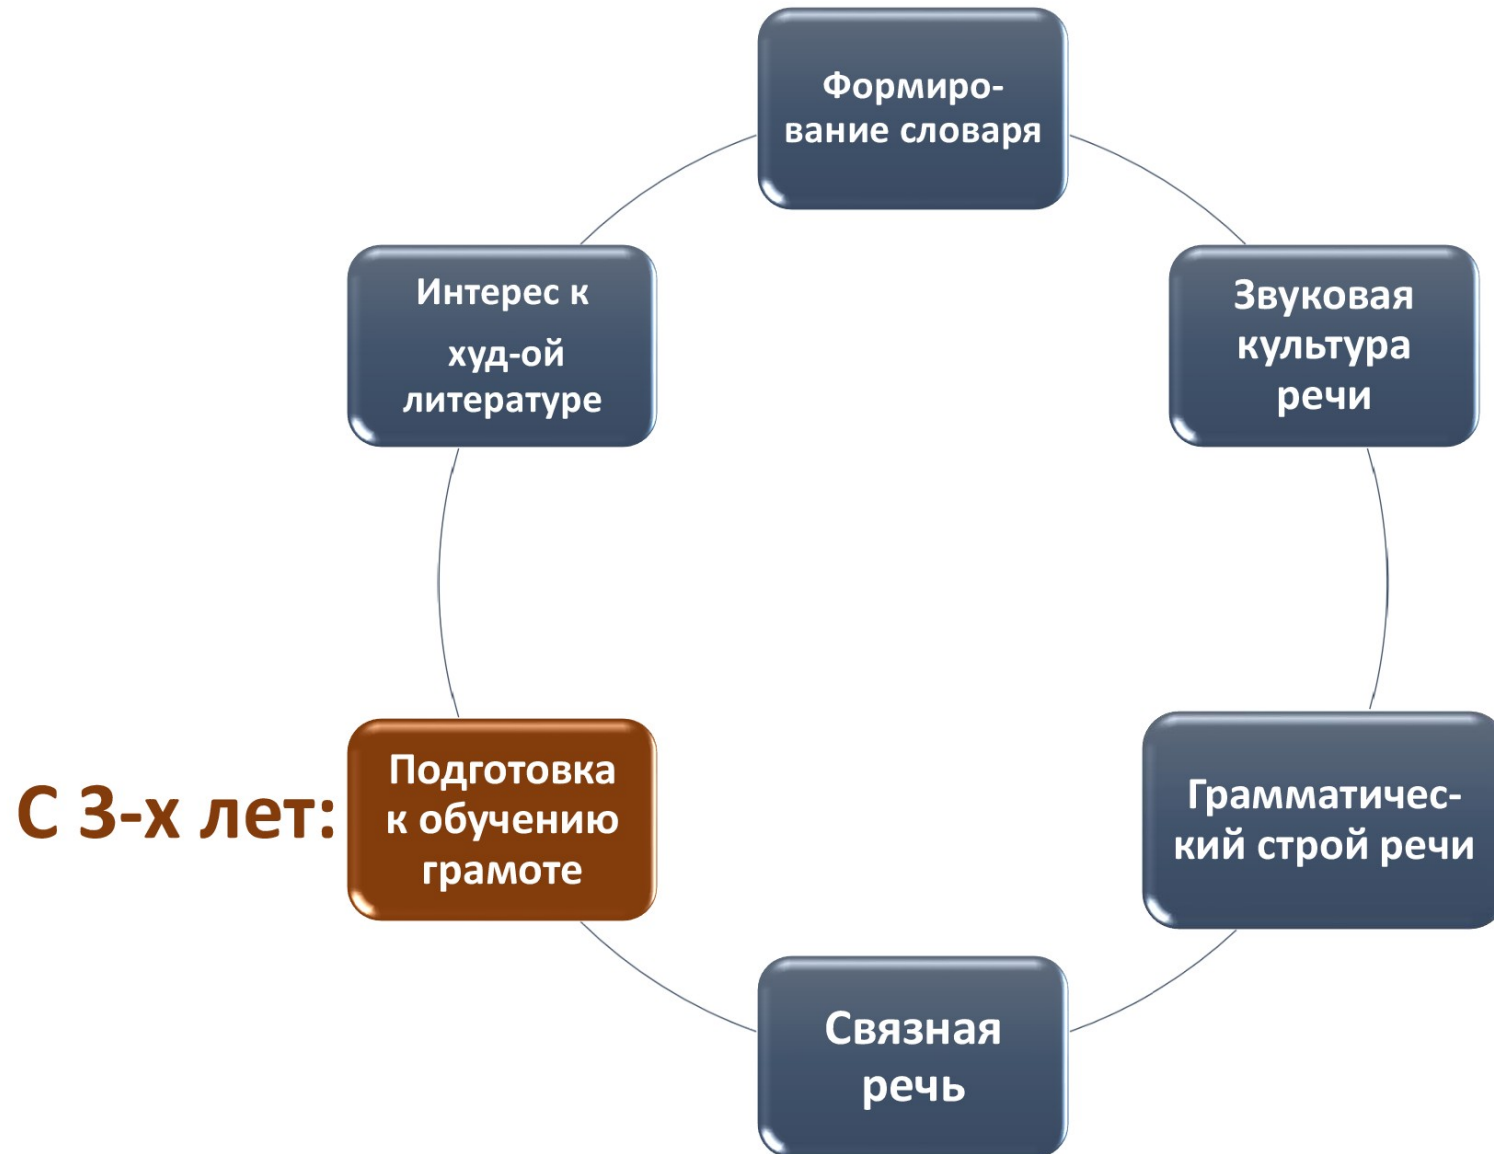 Формиро-
вание словаря
Звуковая
культура
речи
Грамматичес-
кий строй речи
Связная
речь
С 3-х лет:
Подготовка
к обучению
грамоте
Интерес к
худ-ой
литературе